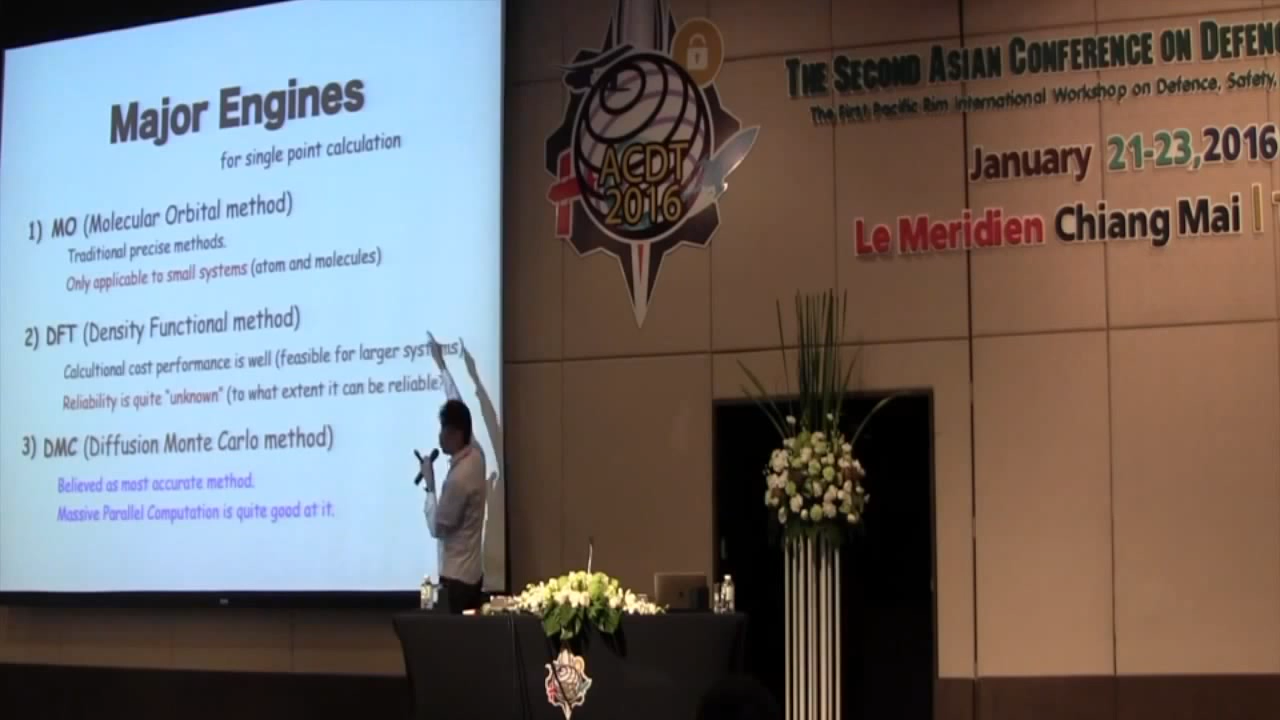 Major Engines
for single point calculation
1) MO (Molecular Orbital method)
Traditional precise methods.
Only applicable to small systems (atom and molecules)
2) DFT (Density Functional method)
Calcultional cost performance is well (feasible for larger systems)
Reliability is quite "unknown" (to what extent it can be reliable?
3) DMC (Diffusion Monte Carlo method)
Believed as most accurate method.
Massive Parallel Computation is quite good at it.
ACDT
2016
The Second Asian Conference on Defen
The First Pacific Rim International Workshop on Defence, Safety,
January 21-23,2016
Le Meridien Chiang Mai |